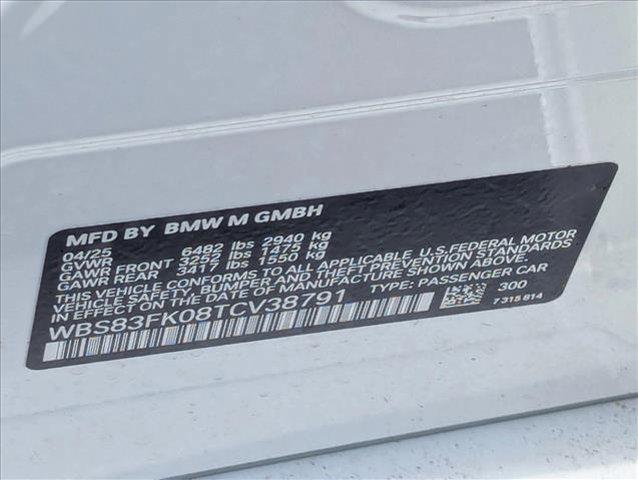 MFD BY BMW M GMBH
04/25
GVWR 6482 lbs 2940 kg
GAWR FRONT 3252 lbs 1475 kg
GAWR REAR 3417 lbs 1550 kg
THIS VEHICLE CONFORMS TO ALL APPLICABLE U.S.FEDERAL MOTOR
VEHICLE SAFETY, BUMPER, AND THEFT PREVENTION STANDARDS
IN EFFECT ON THE DATE OF MANUFACTURE SHOWN ABOVE.
WBS83FK08TCV38791 TYPE: PASSENGER CAR
300
7 315 614